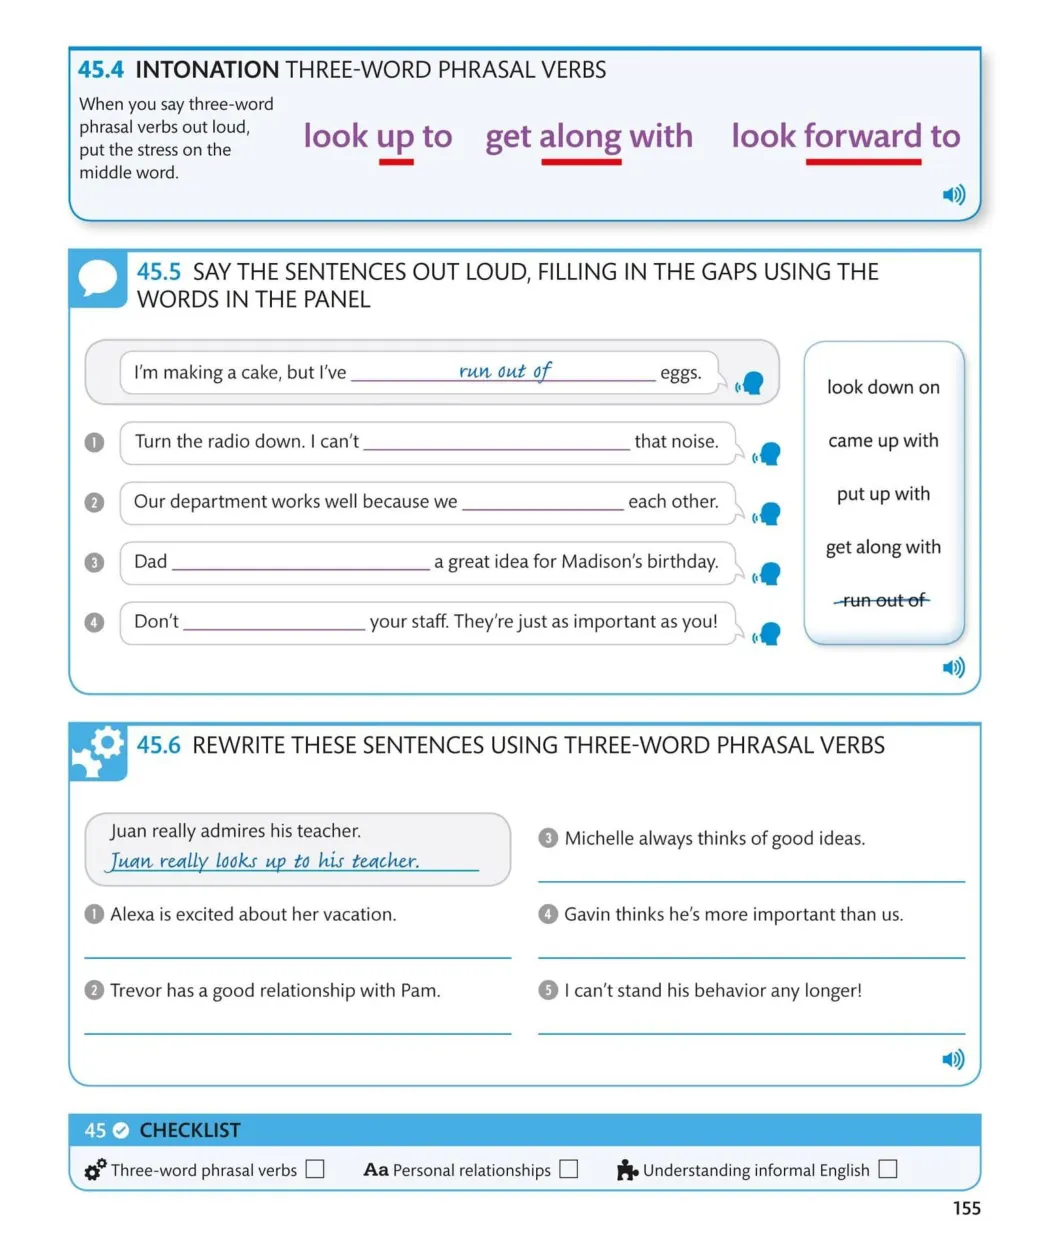 45.4 INTONATION THREE-WORD PHRASAL VERBS
When you say three-word
phrasal verbs out loud,
put the stress on the
middle word.
look up to get along with look forward to
45.5 SAY THE SENTENCES OUT LOUD, FILLING IN THE GAPS USING THE
WORDS IN THE PANEL
I'm making a cake, but I've run out of eggs.
1 Turn the radio down. I can't that noise.
2 Our department works well because we each other.
3 Dad a great idea for Madison's birthday.
4 Don't your staff. They're just as important as you!
look down on
came up with
put up with
get along with
run out of
45.6 REWRITE THESE SENTENCES USING THREE-WORD PHRASAL VERBS
Juan really admires his teacher.
Juan really looks up to his teacher.
1 Alexa is excited about her vacation.
2 Trevor has a good relationship with Pam.
3 Michelle always thinks of good ideas.
4 Gavin thinks he's more important than us.
5 I can't stand his behavior any longer!
45 CHECKLIST
Three-word phrasal verbs Aa Personal relationships Understanding informal English
155